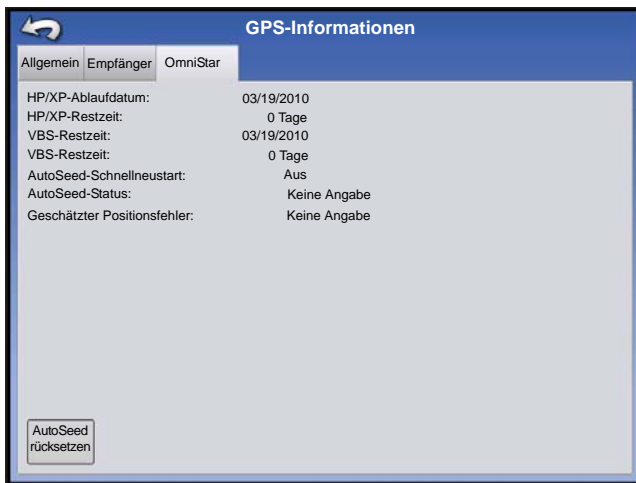 GPS-Informationen
Allgemein Empfänger OmniStar
HP/XP-Ablaufdatum: 03/19/2010
HP/XP-Restzeit: 0 Tage
VBS-Restzeit: 03/19/2010
VBS-Restzeit: 0 Tage
AutoSeed-Schnellneustart: Aus
AutoSeed-Status: Keine Angabe
Geschätzter Positionsfehler: Keine Angabe
AutoSeed
rücksetzen